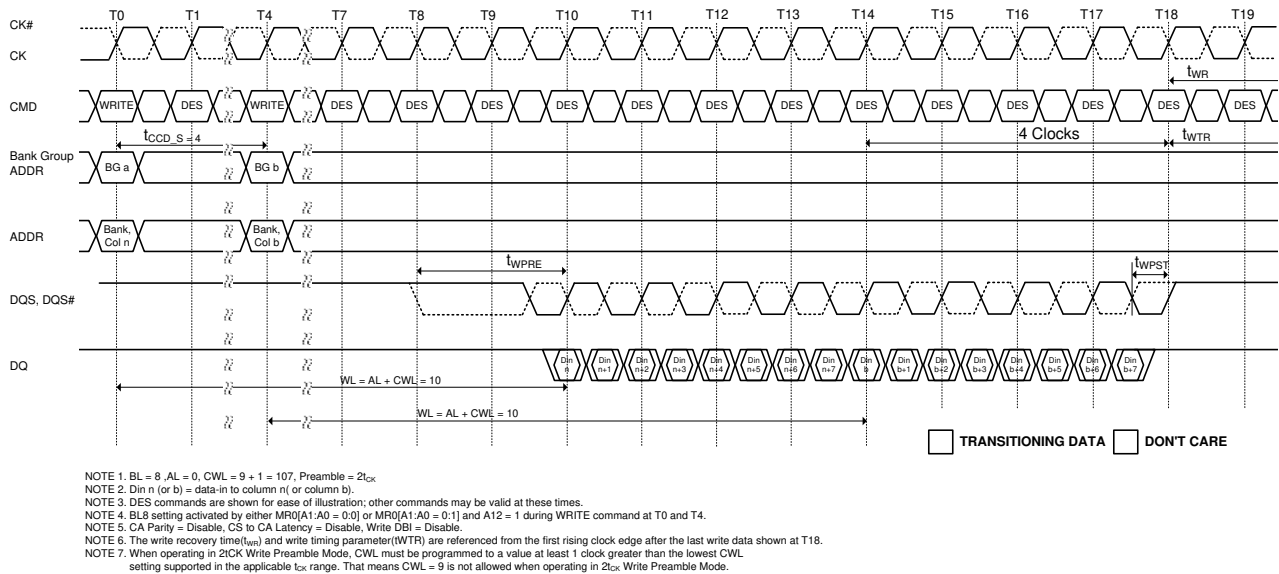 T0 T1 T4 T7 T8 T9 T10 T11 T12 T13 T14 T15 T16 T17 T18 T19
CK#
CK
tWR
CMD WRITE DES WRITE DES DES DES DES DES DES DES DES DES DES DES DES DES
tCCD_S = 4
4 Clocks
tWTR
Bank Group
ADDR
BG a BG b
ADDR
Bank,
Col n
Bank,
Col b
tWPRE
tWPST
DQS, DQS#
DQ
Din
n
Din
n+1
Din
n+2
Din
n+3
Din
n+4
Din
n+5
Din
n+6
Din
n+7
Din
b
Din
b+1
Din
b+2
Din
b+3
Din
b+4
Din
b+5
Din
b+6
Din
b+7
WL = AL + CWL = 10
WL = AL + CWL = 10
TRANSITIONING DATA DON'T CARE
NOTE 1. BL = 8 ,AL = 0, CWL = 9 + 1 = 107, Preamble = 2tCK
NOTE 2. Din n (or b) = data-in to column n( or column b).
NOTE 3. DES commands are shown for ease of illustration; other commands may be valid at these times.
NOTE 4. BL8 setting activated by either MR0[A1:A0 = 0:0] or MR0[A1:A0 = 0:1] and A12 = 1 during WRITE command at T0 and T4.
NOTE 5. CA Parity = Disable, CS to CA Latency = Disable, Write DBI = Disable.
NOTE 6. The write recovery time(tWR) and write timing parameter(tWTR) are referenced from the first rising clock edge after the last write data shown at T18.
NOTE 7. When operating in 2tCK Write Preamble Mode, CWL must be programmed to a value at least 1 clock greater than the lowest CWL
setting supported in the applicable tCK range. That means CWL = 9 is not allowed when operating in 2tCK Write Preamble Mode.